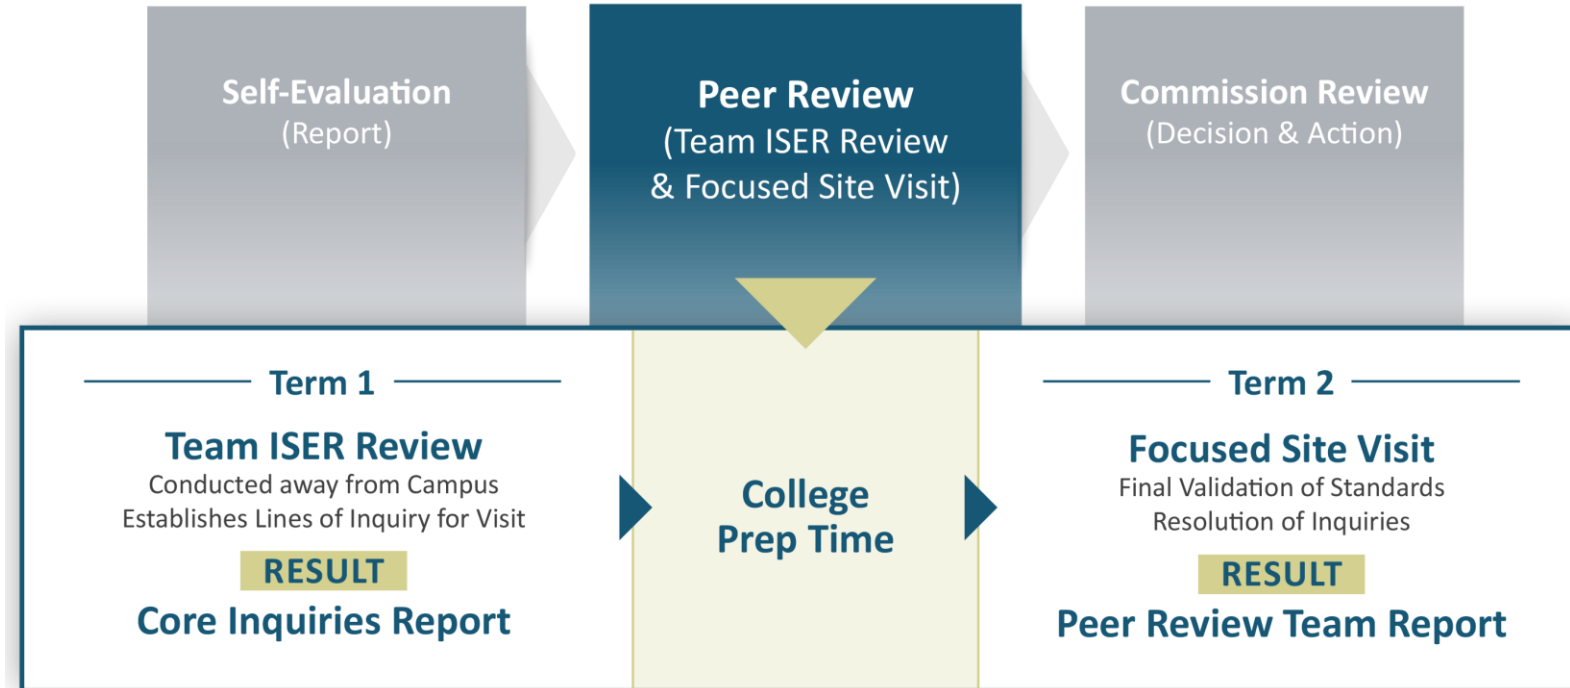 Self-Evaluation
(Report)
Peer Review
(Team ISER Review
& Focused Site Visit)
Commission Review
(Decision & Action)
Term 1
Team ISER Review
Conducted away from Campus
Establishes Lines of Inquiry for Visit
RESULT
Core Inquiries Report
College
Prep Time
Term 2
Focused Site Visit
Final Validation of Standards
Resolution of Inquiries
RESULT
Peer Review Team Report